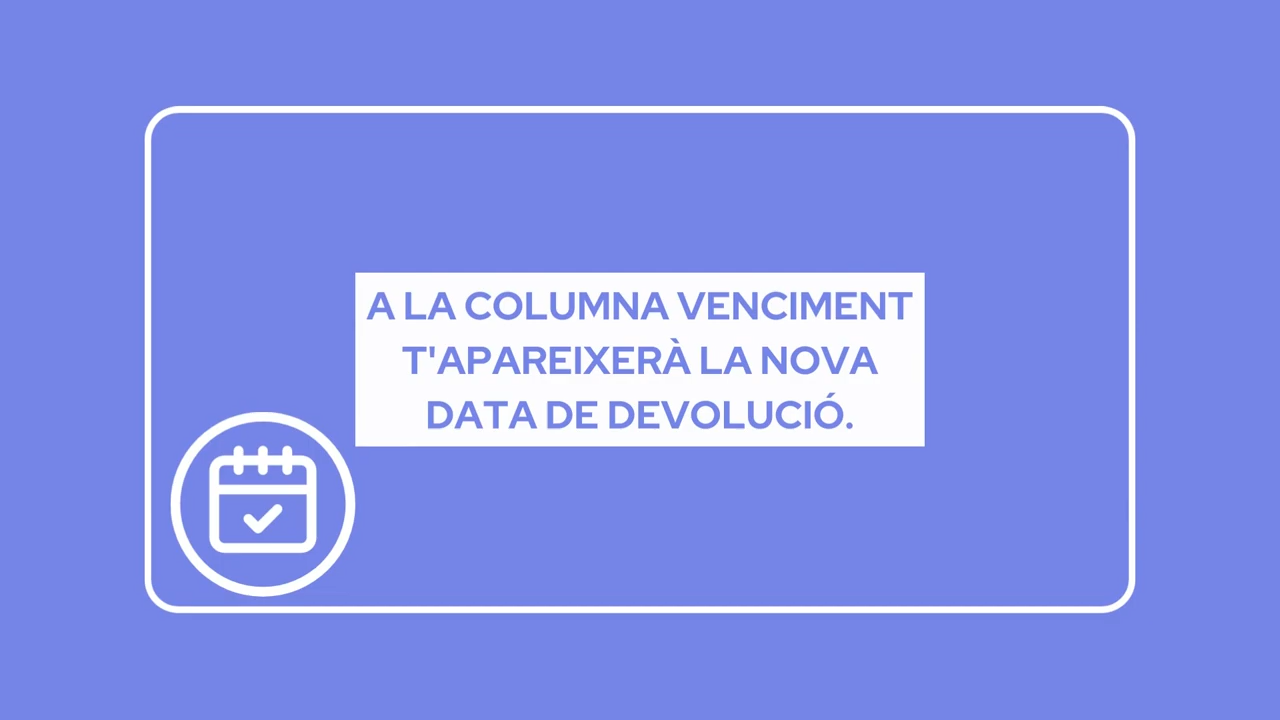 A LA COLUMNA VENCIMENT
T'APAREIXERÀ LA NOVA
DATA DE DEVOLUCIÓ.